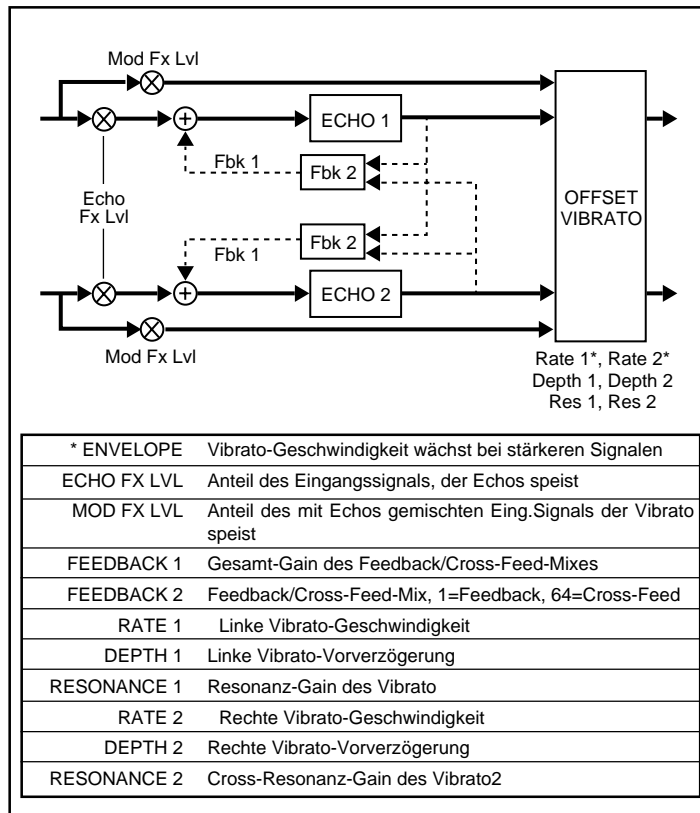 Mod Fx Lvl
ECHO 1
Fbk 1
Fbk 2
Echo
Fx Lvl
OFFSET
VIBRATO
Fbk 2
Fbk 1
ECHO 2
Mod Fx Lvl
Rate 1*, Rate 2*
Depth 1, Depth 2
Res 1, Res 2
* ENVELOPE Vibrato-Geschwindigkeit wächst bei stärkeren Signalen
ECHO FX LVL Anteil des Eingangssignals, der Echos speist
MOD FX LVL Anteil des mit Echos gemischten Eing.Signals der Vibrato
speist
FEEDBACK 1 Gesamt-Gain des Feedback/Cross-Feed-Mixes
FEEDBACK 2 Feedback/Cross-Feed-Mix, 1=Feedback, 64=Cross-Feed
RATE 1 Linke Vibrato-Geschwindigkeit
DEPTH 1 Linke Vibrato-Vorverzögerung
RESONANCE 1 Resonanz-Gain des Vibrato
RATE 2 Rechte Vibrato-Geschwindigkeit
DEPTH 2 Rechte Vibrato-Vorverzögerung
RESONANCE 2 Cross-Resonanz-Gain des Vibrato2